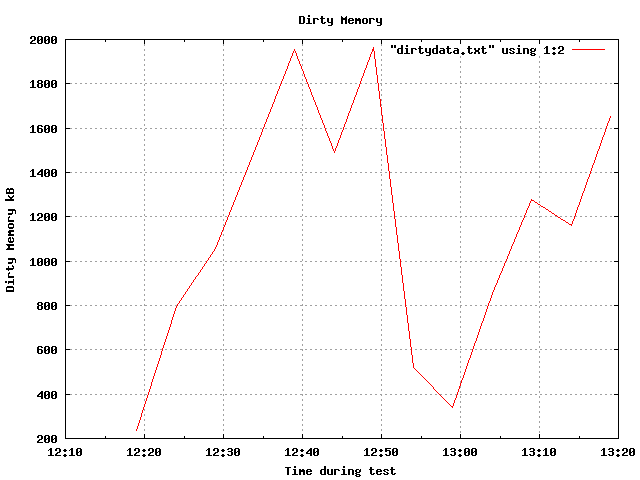 Dirty Memory
"dirtydata.txt" using 1:2
2000
1800
1600
1400
1200
1000
800
600
400
200
Dirty Memory kB
12:10 12:20 12:30 12:40 12:50 13:00 13:10 13:20
Time during test